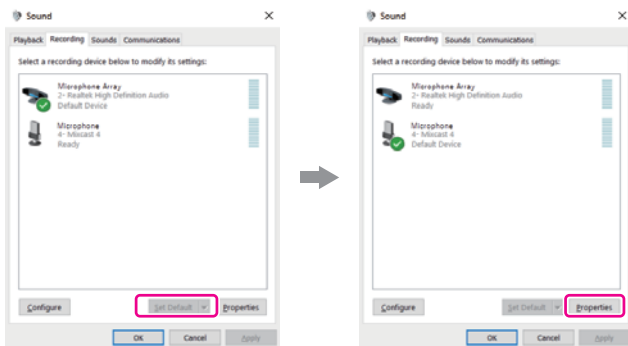 Sound
Playback Recording Sounds Communications
Select a recording device below to modify its settings:
Microphone Array
2- Realtek High Definition Audio
Default Device
Microphone
4- Mixcast 4
Ready
Configure Set Default Properties
OK Cancel Apply
Sound
Playback Recording Sounds Communications
Select a recording device below to modify its settings:
Microphone Array
2- Realtek High Definition Audio
Ready
Microphone
4- Mixcast 4
Default Device
Configure Set Default Properties
OK Cancel Apply